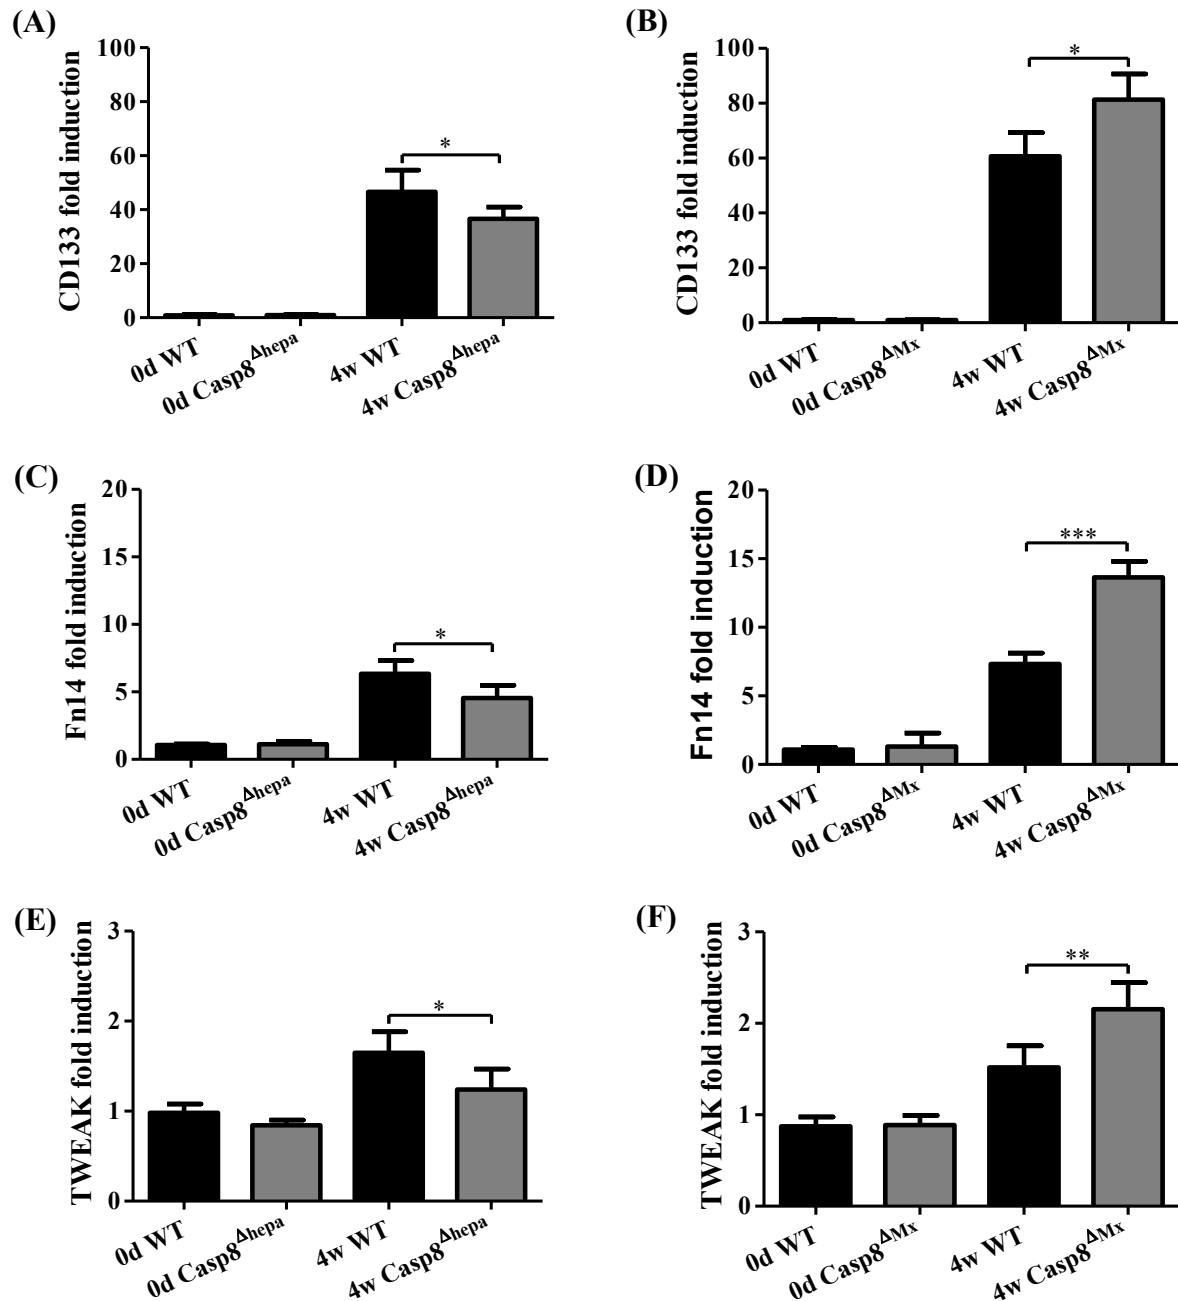 (A)
CD133 fold induction
100
80
60
40
20
0
*
0d WT
0d Casp8^Δhepa
4w WT
4w Casp8^Δhepa
(B)
CD133 fold induction
100
80
60
40
20
0
*
0d WT
0d Casp8^ΔMx
4w WT
4w Casp8^ΔMx
(C)
Fn14 fold induction
20
15
10
5
0
*
0d WT
0d Casp8^Δhepa
4w WT
4w Casp8^Δhepa
(D)
Fn14 fold induction
20
15
10
5
0
***
0d WT
0d Casp8^ΔMx
4w WT
4w Casp8^ΔMx
(E)
TWEAK fold induction
3
2
1
0
*
0d WT
0d Casp8^Δhepa
4w WT
4w Casp8^Δhepa
(F)
TWEAK fold induction
3
2
1
0
**
0d WT
0d Casp8^ΔMx
4w WT
4w Casp8^ΔMx